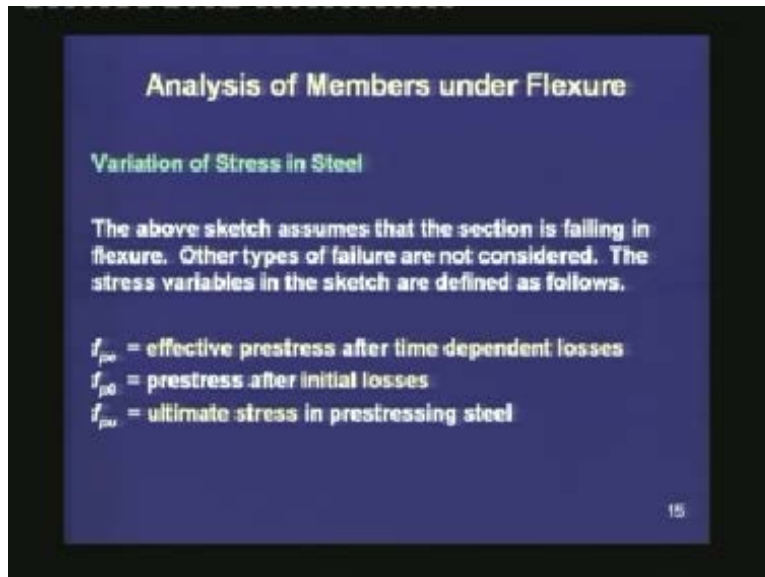 Analysis of Members under Flexure
Variation of Stress in Steel
The above sketch assumes that the section is failing in
flexure. Other types of failure are not considered. The
stress variables in the sketch are defined as follows.
fpe = effective prestress after time dependent losses
fp0 = prestress after initial losses
fpu = ultimate stress in prestressing steel
15